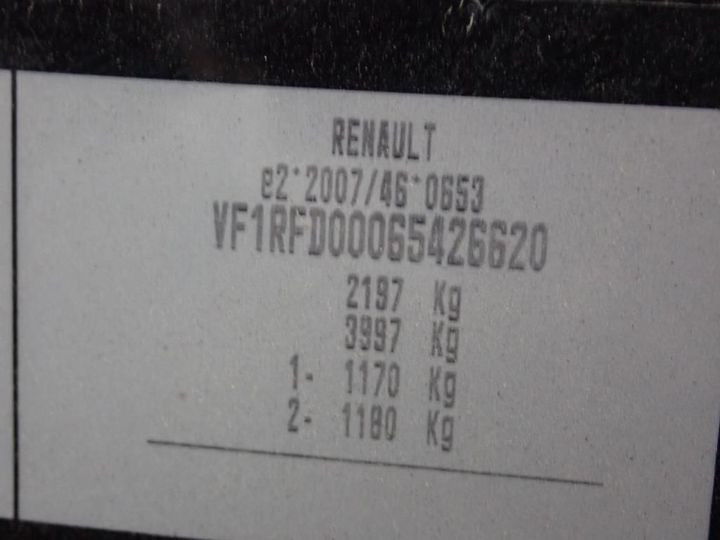 RENAULT
e2*2007/46*0653
VF1RFD00065426620
2197 Kg
3997 Kg
1- 1170 Kg
2- 1180 Kg